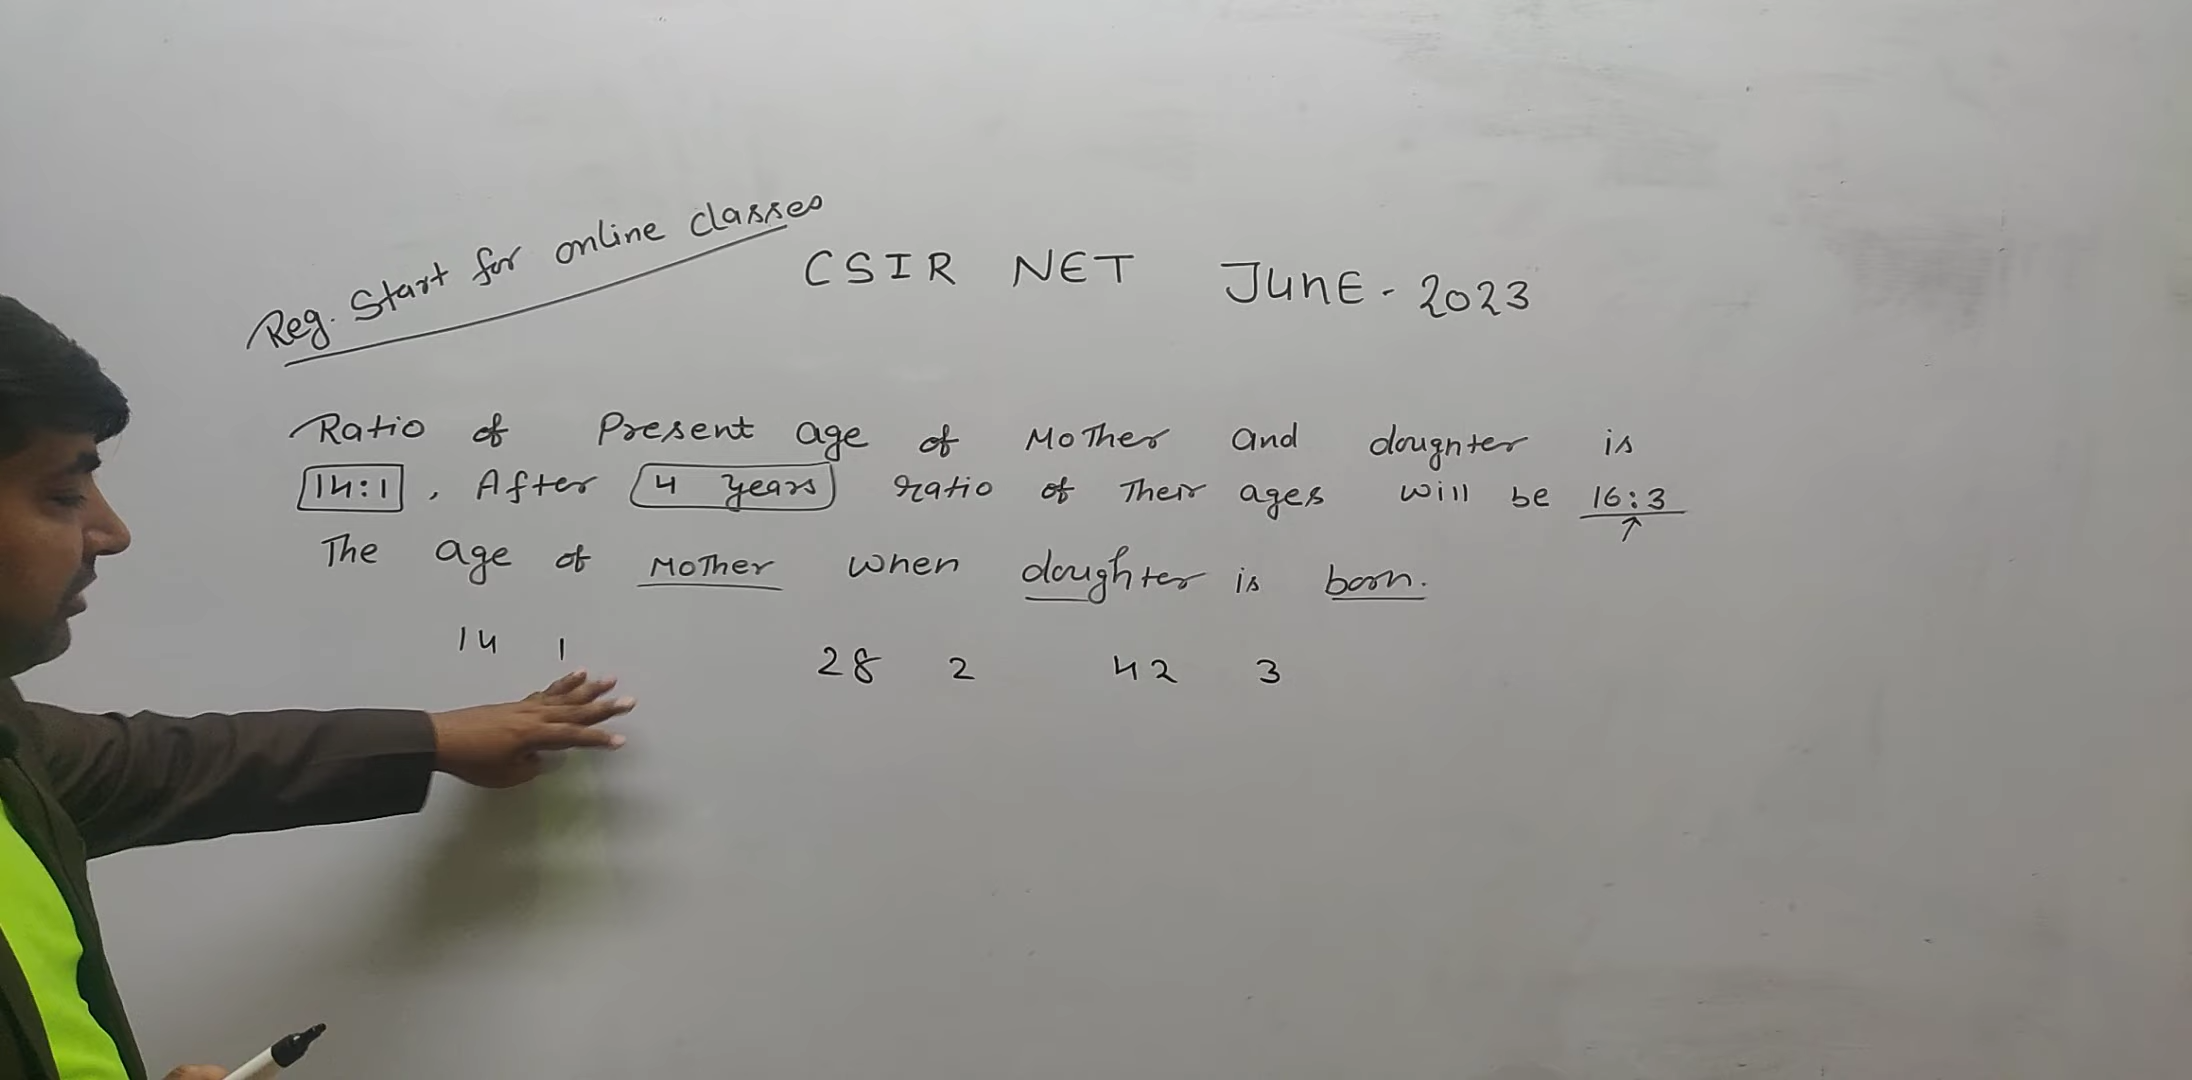 Reg. Start for online classes
CSIR NET JUNE-2023
Ratio of Present age of Mother and doughter is
14:1, After 4 years ratio of Their ages will be 16:3
The age of Mother when doughter is born.
14 1 28 2 42 3